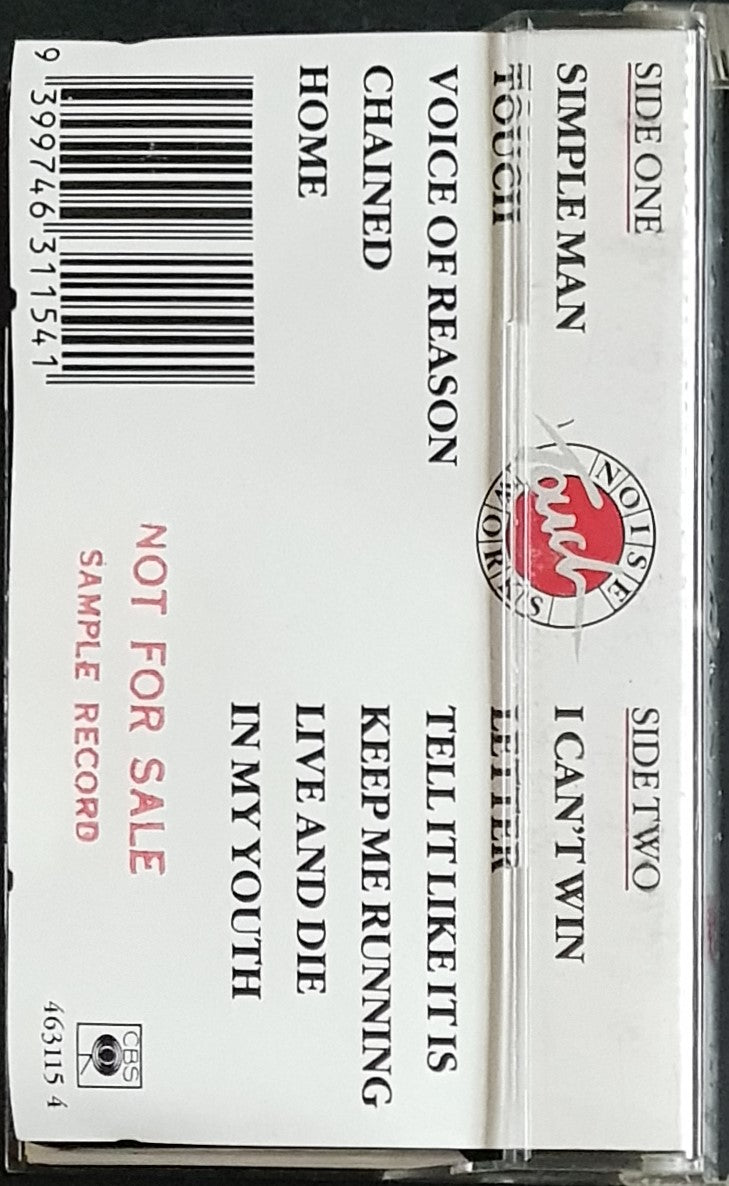 SIDE ONE
SIMPLE MAN
TOUCH
VOICE OF REASON
CHAINED
HOME
NOISE
WORKS
Touch
SIDE TWO
I CAN'T WIN
LETTER
TELL IT LIKE IT IS
KEEP ME RUNNING
LIVE AND DIE
IN MY YOUTH
9 399746 311541
NOT FOR SALE
SAMPLE RECORD
CBS
463115 4